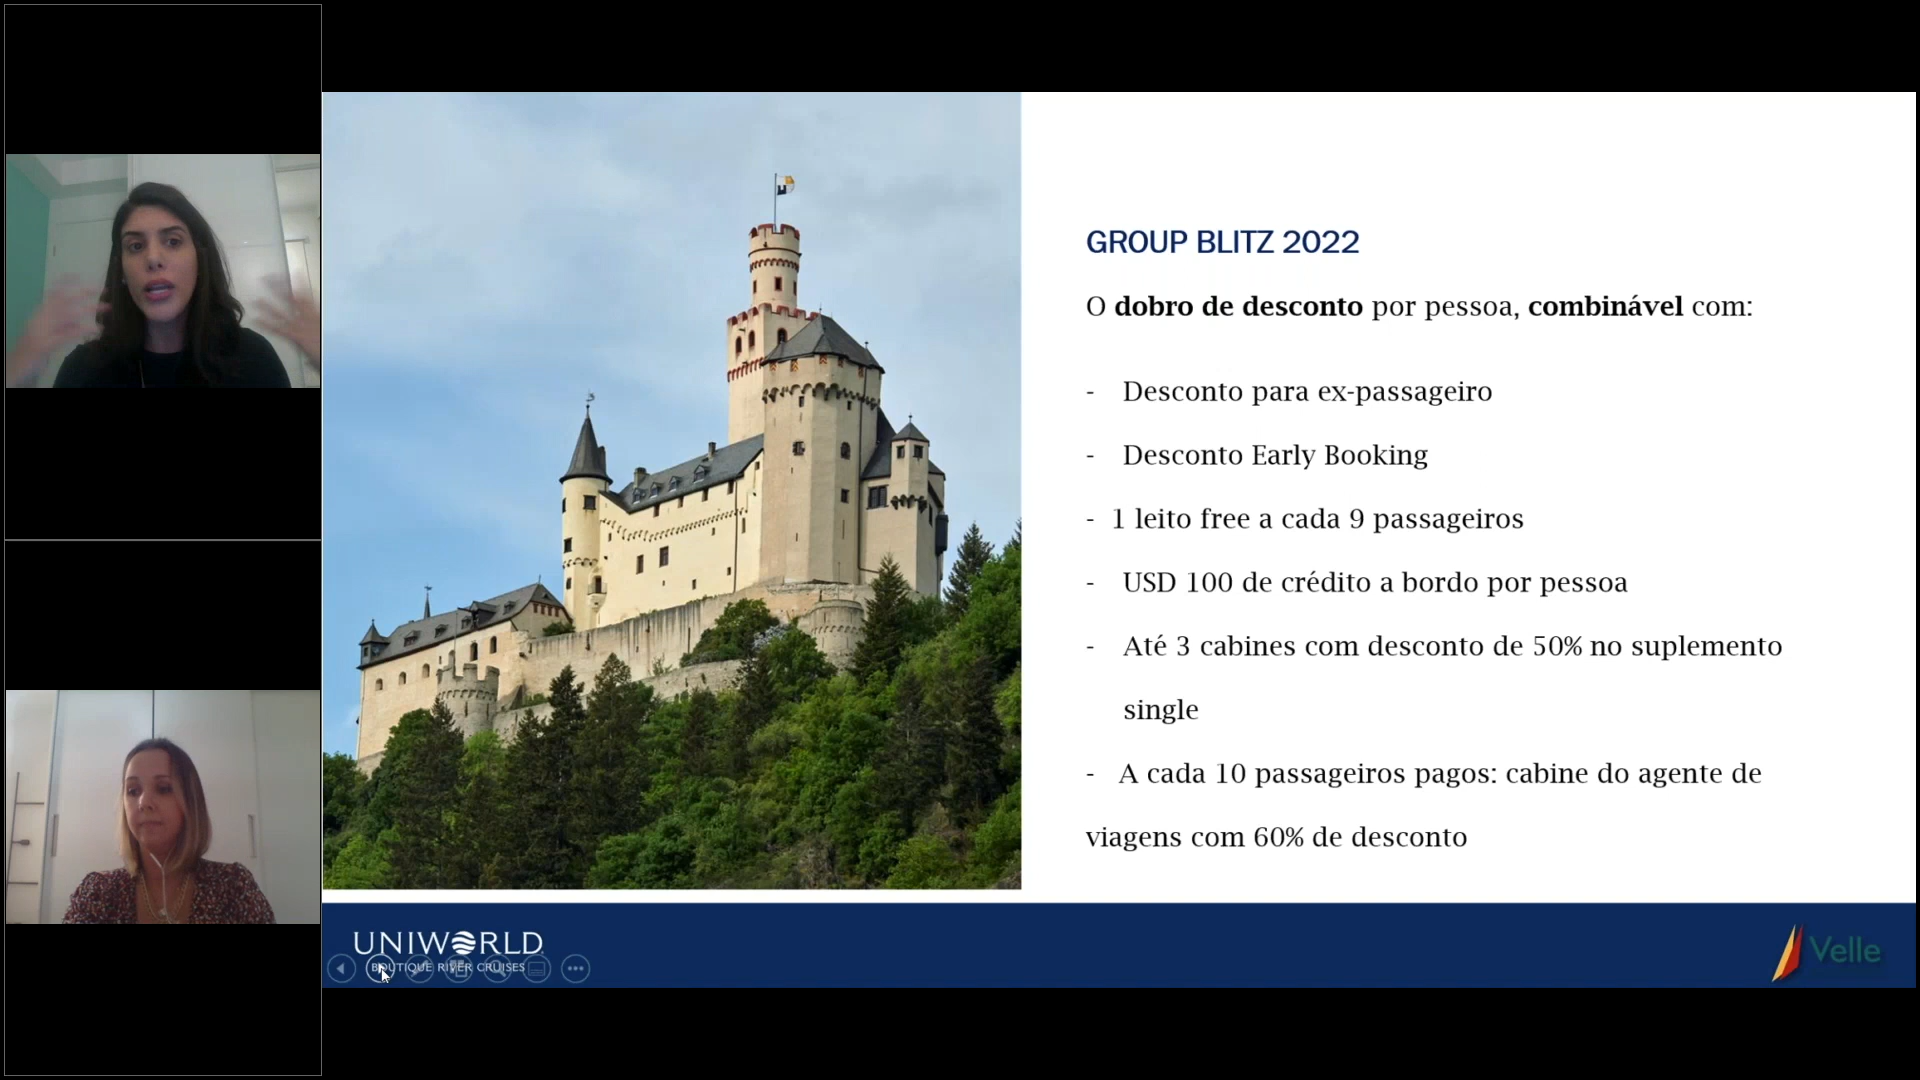 GROUP BLITZ 2022
O dobro de desconto por pessoa, combinável com:
- Desconto para ex-passageiro
- Desconto Early Booking
- 1 leito free a cada 9 passageiros
- USD 100 de crédito a bordo por pessoa
- Até 3 cabines com desconto de 50% no suplemento
single
- A cada 10 passageiros pagos: cabine do agente de
viagens com 60% de desconto
UNIWORLD
BOUTIQUE RIVER CRUISES
Velle